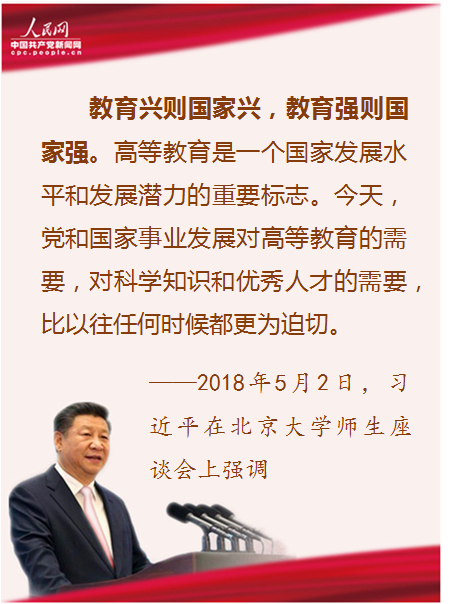 人民网
中国共产党新闻网
cpc.people.cn
教育兴则国家兴，教育强则国
家强。高等教育是一个国家发展水
平和发展潜力的重要标志。今天，
党和国家事业发展对高等教育的需
要，对科学知识和优秀人才的需要，
比以往任何时候都更为迫切。
——2018年5月2日，习
近平在北京大学师生座
谈会上强调